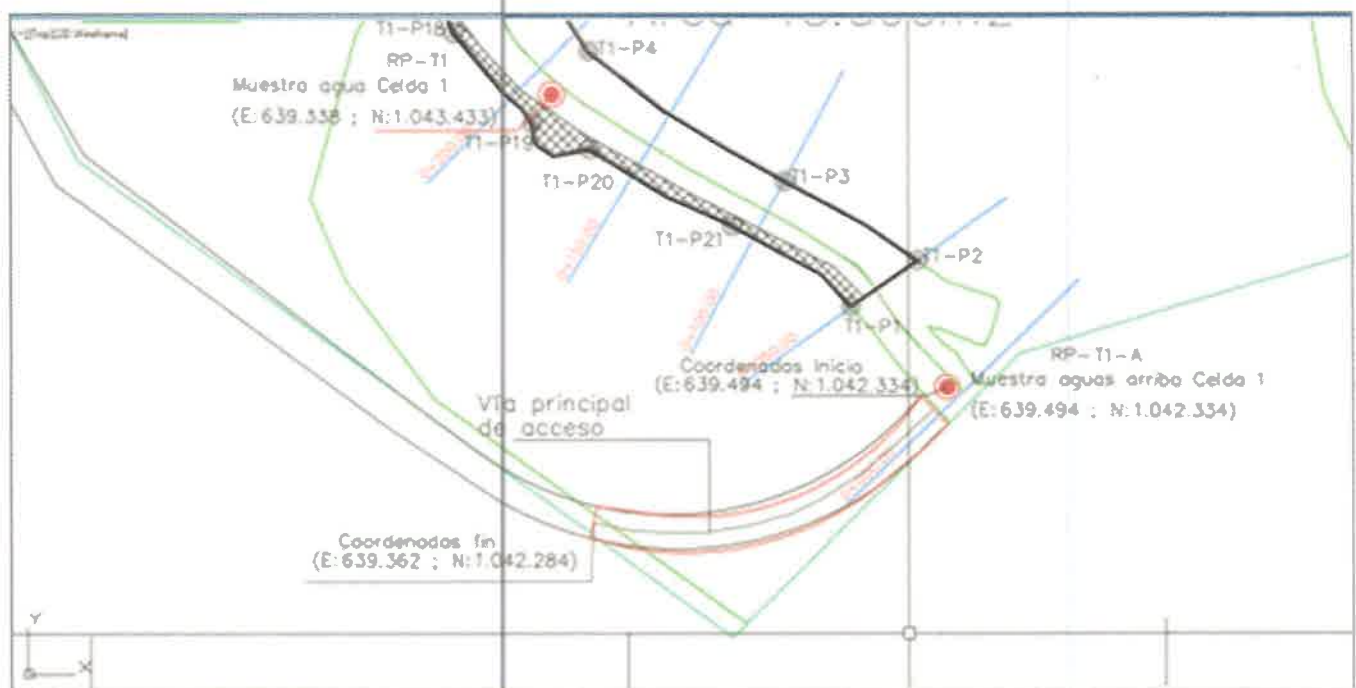 T1-P18
T1-P4
RP-T1
Muestra agua Celda 1
(E:639.338 ; N:1.043.433)
T1-P19
T1-P20
T1-P3
T1-P21
T1-P2
T1-P1
Coordenadas Inicio
(E:639.494 ; N:1.042.334)
RP-T1-A
Muestra aguas arriba Celda 1
(E:639.494 ; N:1.042.334)
Vía principal
de acceso
Coordenadas fin
(E:639.362 ; N:1.042.284)
Y
X